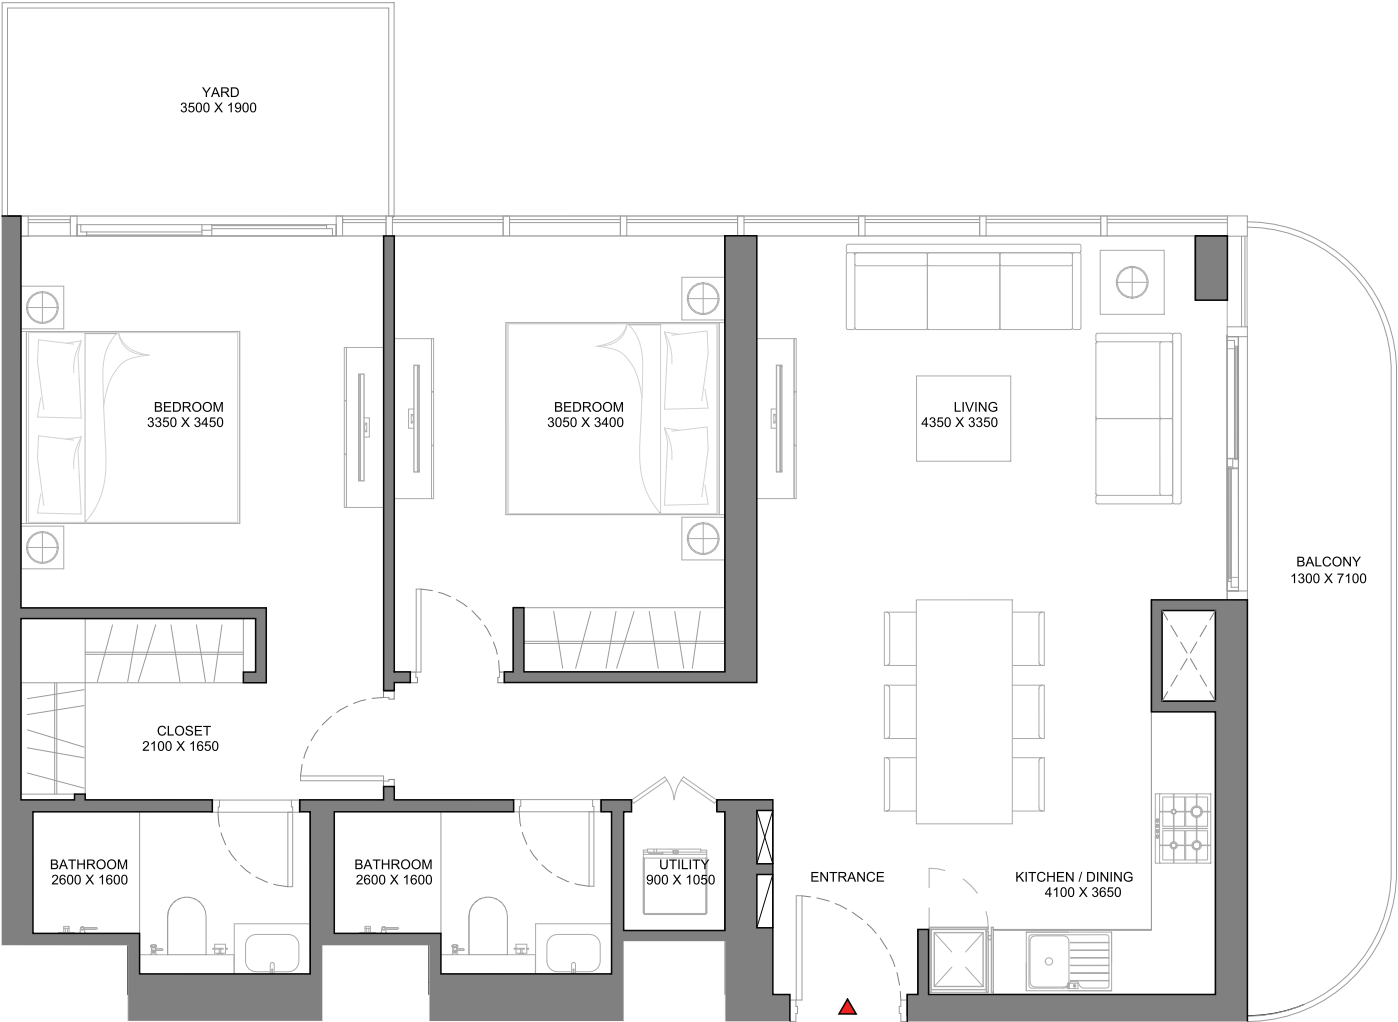 YARD
3500 X 1900
BEDROOM
3350 X 3450
BEDROOM
3050 X 3400
LIVING
4350 X 3350
BALCONY
1300 X 7100
CLOSET
2100 X 1650
BATHROOM
2600 X 1600
BATHROOM
2600 X 1600
UTILITY
900 X 1050
ENTRANCE
KITCHEN / DINING
4100 X 3650